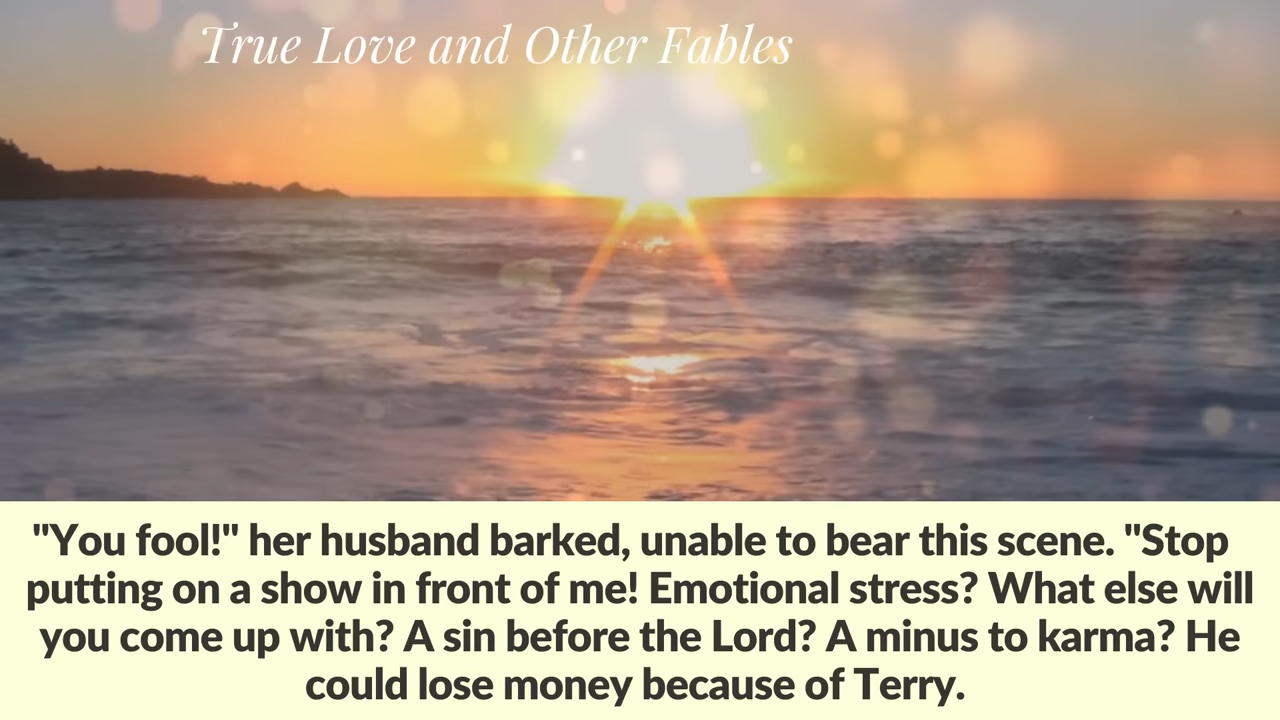 True Love and Other Fables
"You fool!" her husband barked, unable to bear this scene. "Stop
putting on a show in front of me! Emotional stress? What else will
you come up with? A sin before the Lord? A minus to karma? He
could lose money because of Terry.